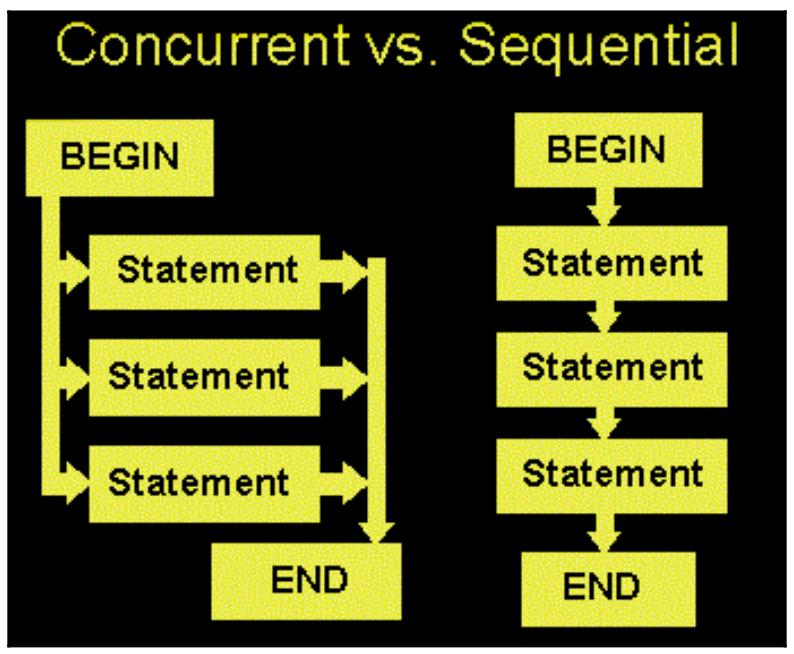 Concurrent vs. Sequential
BEGIN
Statement
Statement
Statement
END
BEGIN
Statement
Statement
Statement
END